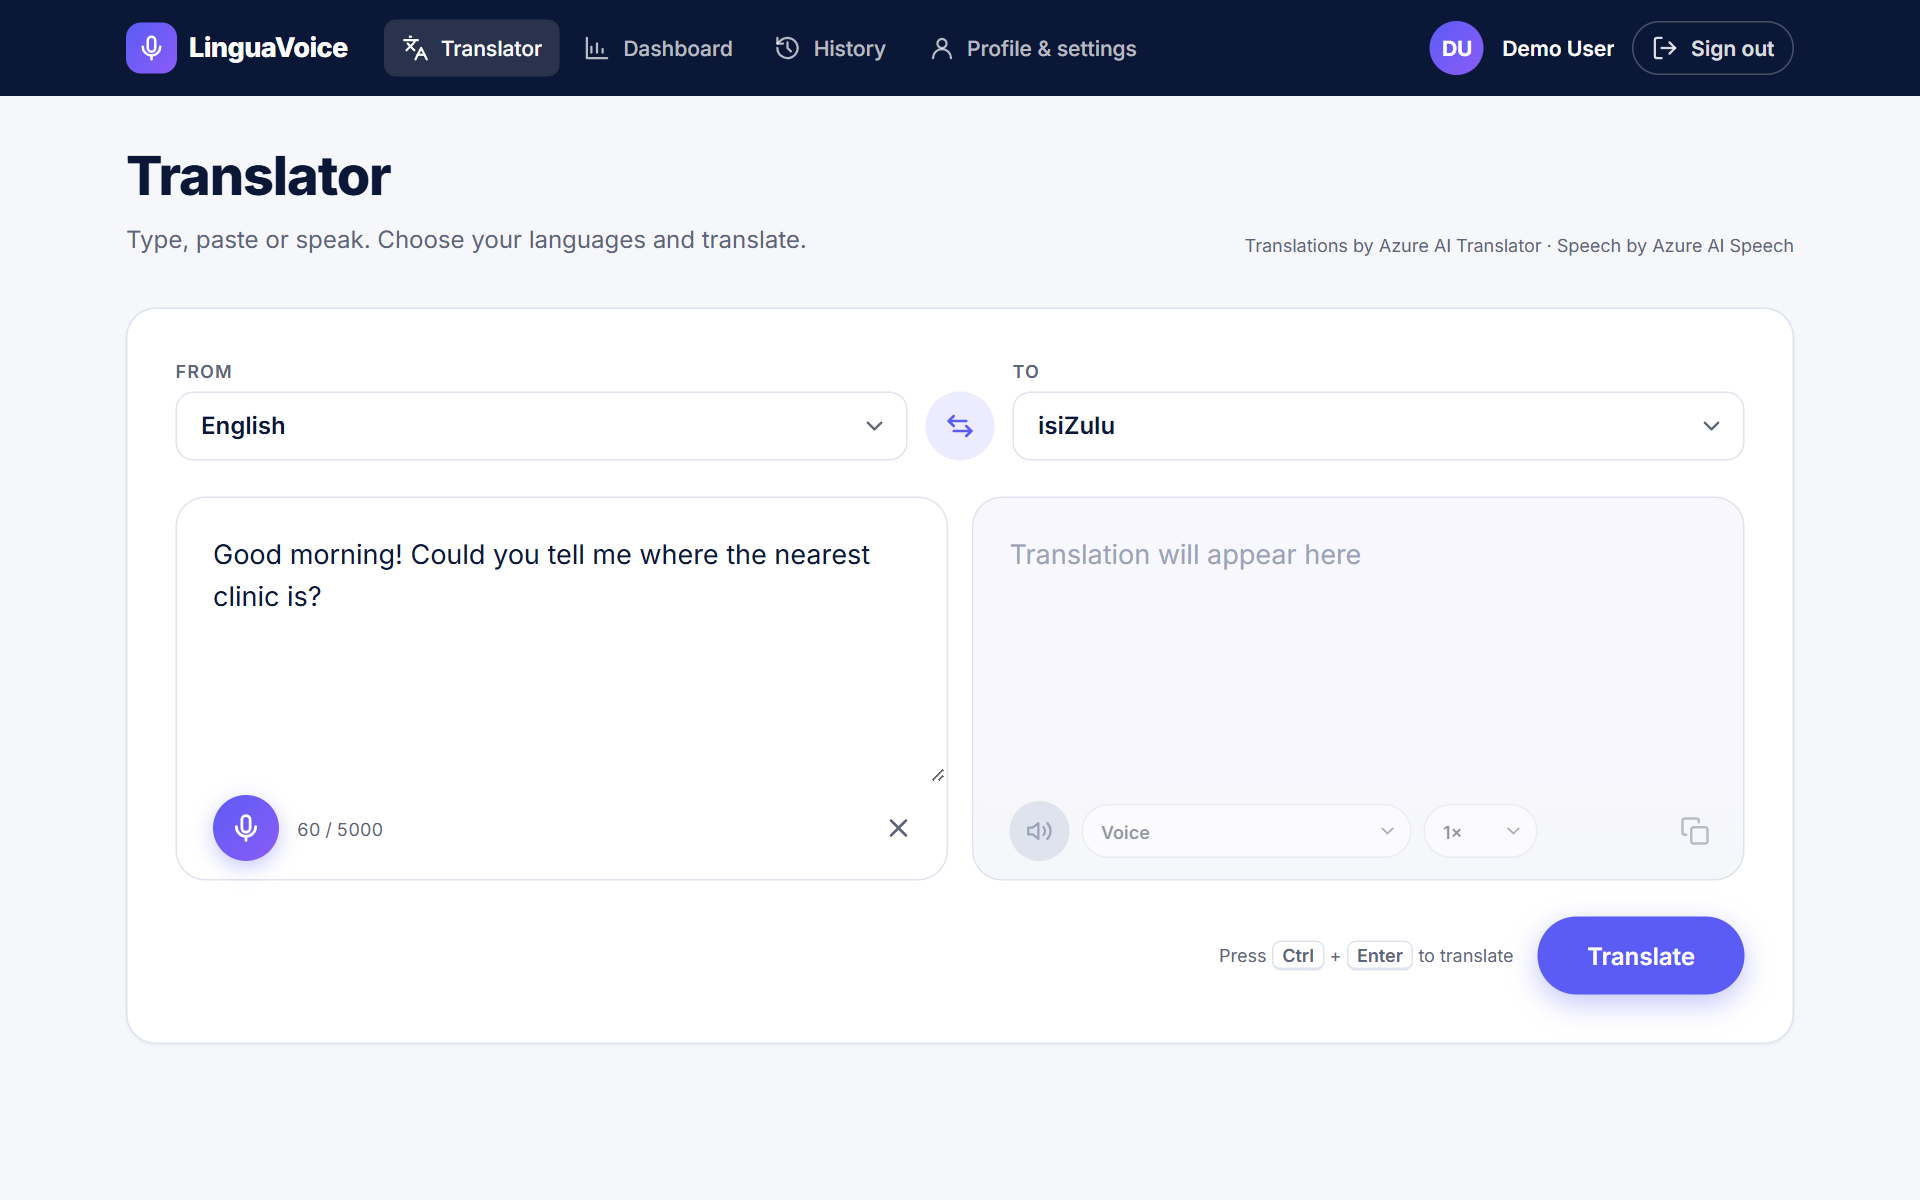 LinguaVoice
Translator
Dashboard
History
Profile & settings
DU
Demo User
Sign out
Translator
Type, paste or speak. Choose your languages and translate.
Translations by Azure AI Translator · Speech by Azure AI Speech
FROM
TO
English
isiZulu
Good morning! Could you tell me where the nearest
clinic is?
Translation will appear here
60 / 5000
Voice
1×
Press Ctrl + Enter to translate
Translate